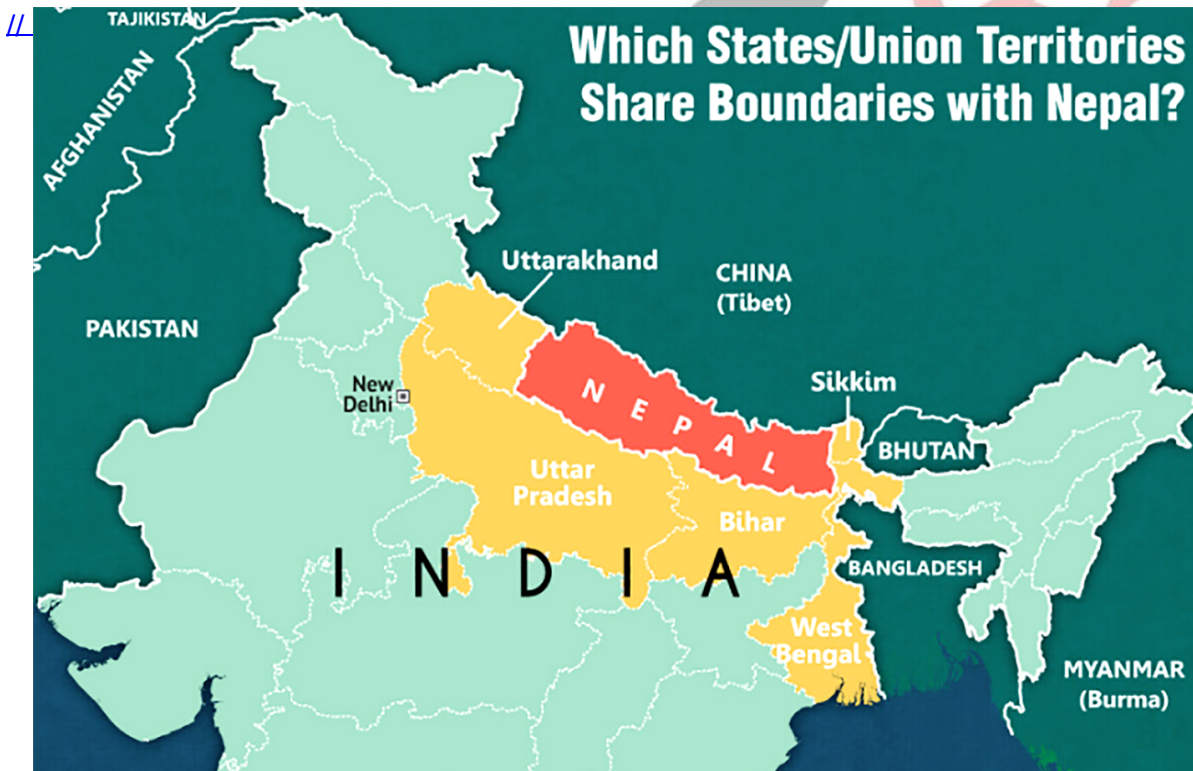 //
TAJIKISTAN
Which States/Union Territories
Share Boundaries with Nepal?
AFGHANISTAN
Uttarakhand
CHINA
(Tibet)
PAKISTAN
New
Delhi
NEPAL
Sikkim
BHUTAN
Uttar
Pradesh
Bihar
INDIA
BANGLADESH
West
Bengal
MYANMAR
(Burma)